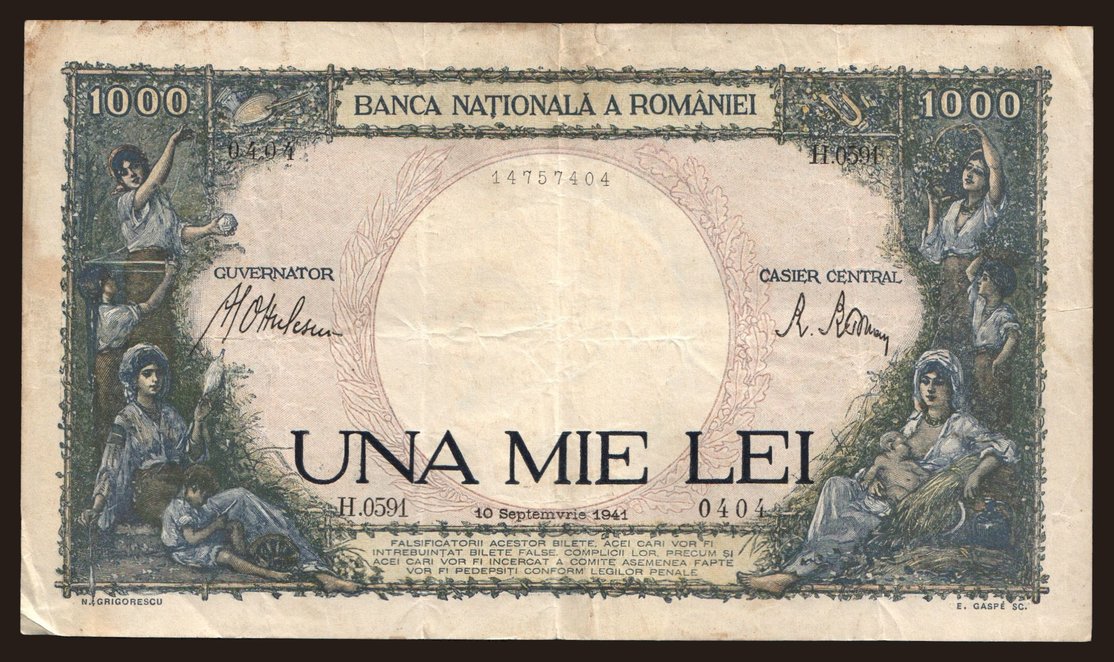 1000
BANCA NAȚIONALĂ A ROMÂNIEI
1000
0404
H.0591
14757404
GUVERNATOR
CASIER CENTRAL
UNA MIE LEI
H.0591
10 Septemvrie 1941
0404
FALSIFICATORII ACESTOR BILETE, ACEI CARI VOR FI
INTREBUINȚAT BILETE FALSE, COMPLICII LOR, PRECUM ȘI
ACEI CARI VOR FI INCERCAT A COMITE ASEMENEA FAPTE
VOR FI PEDEPSIȚI CONFORM LEGILOR PENALE
N. GRIGORESCU
E. GASPÉ SC.